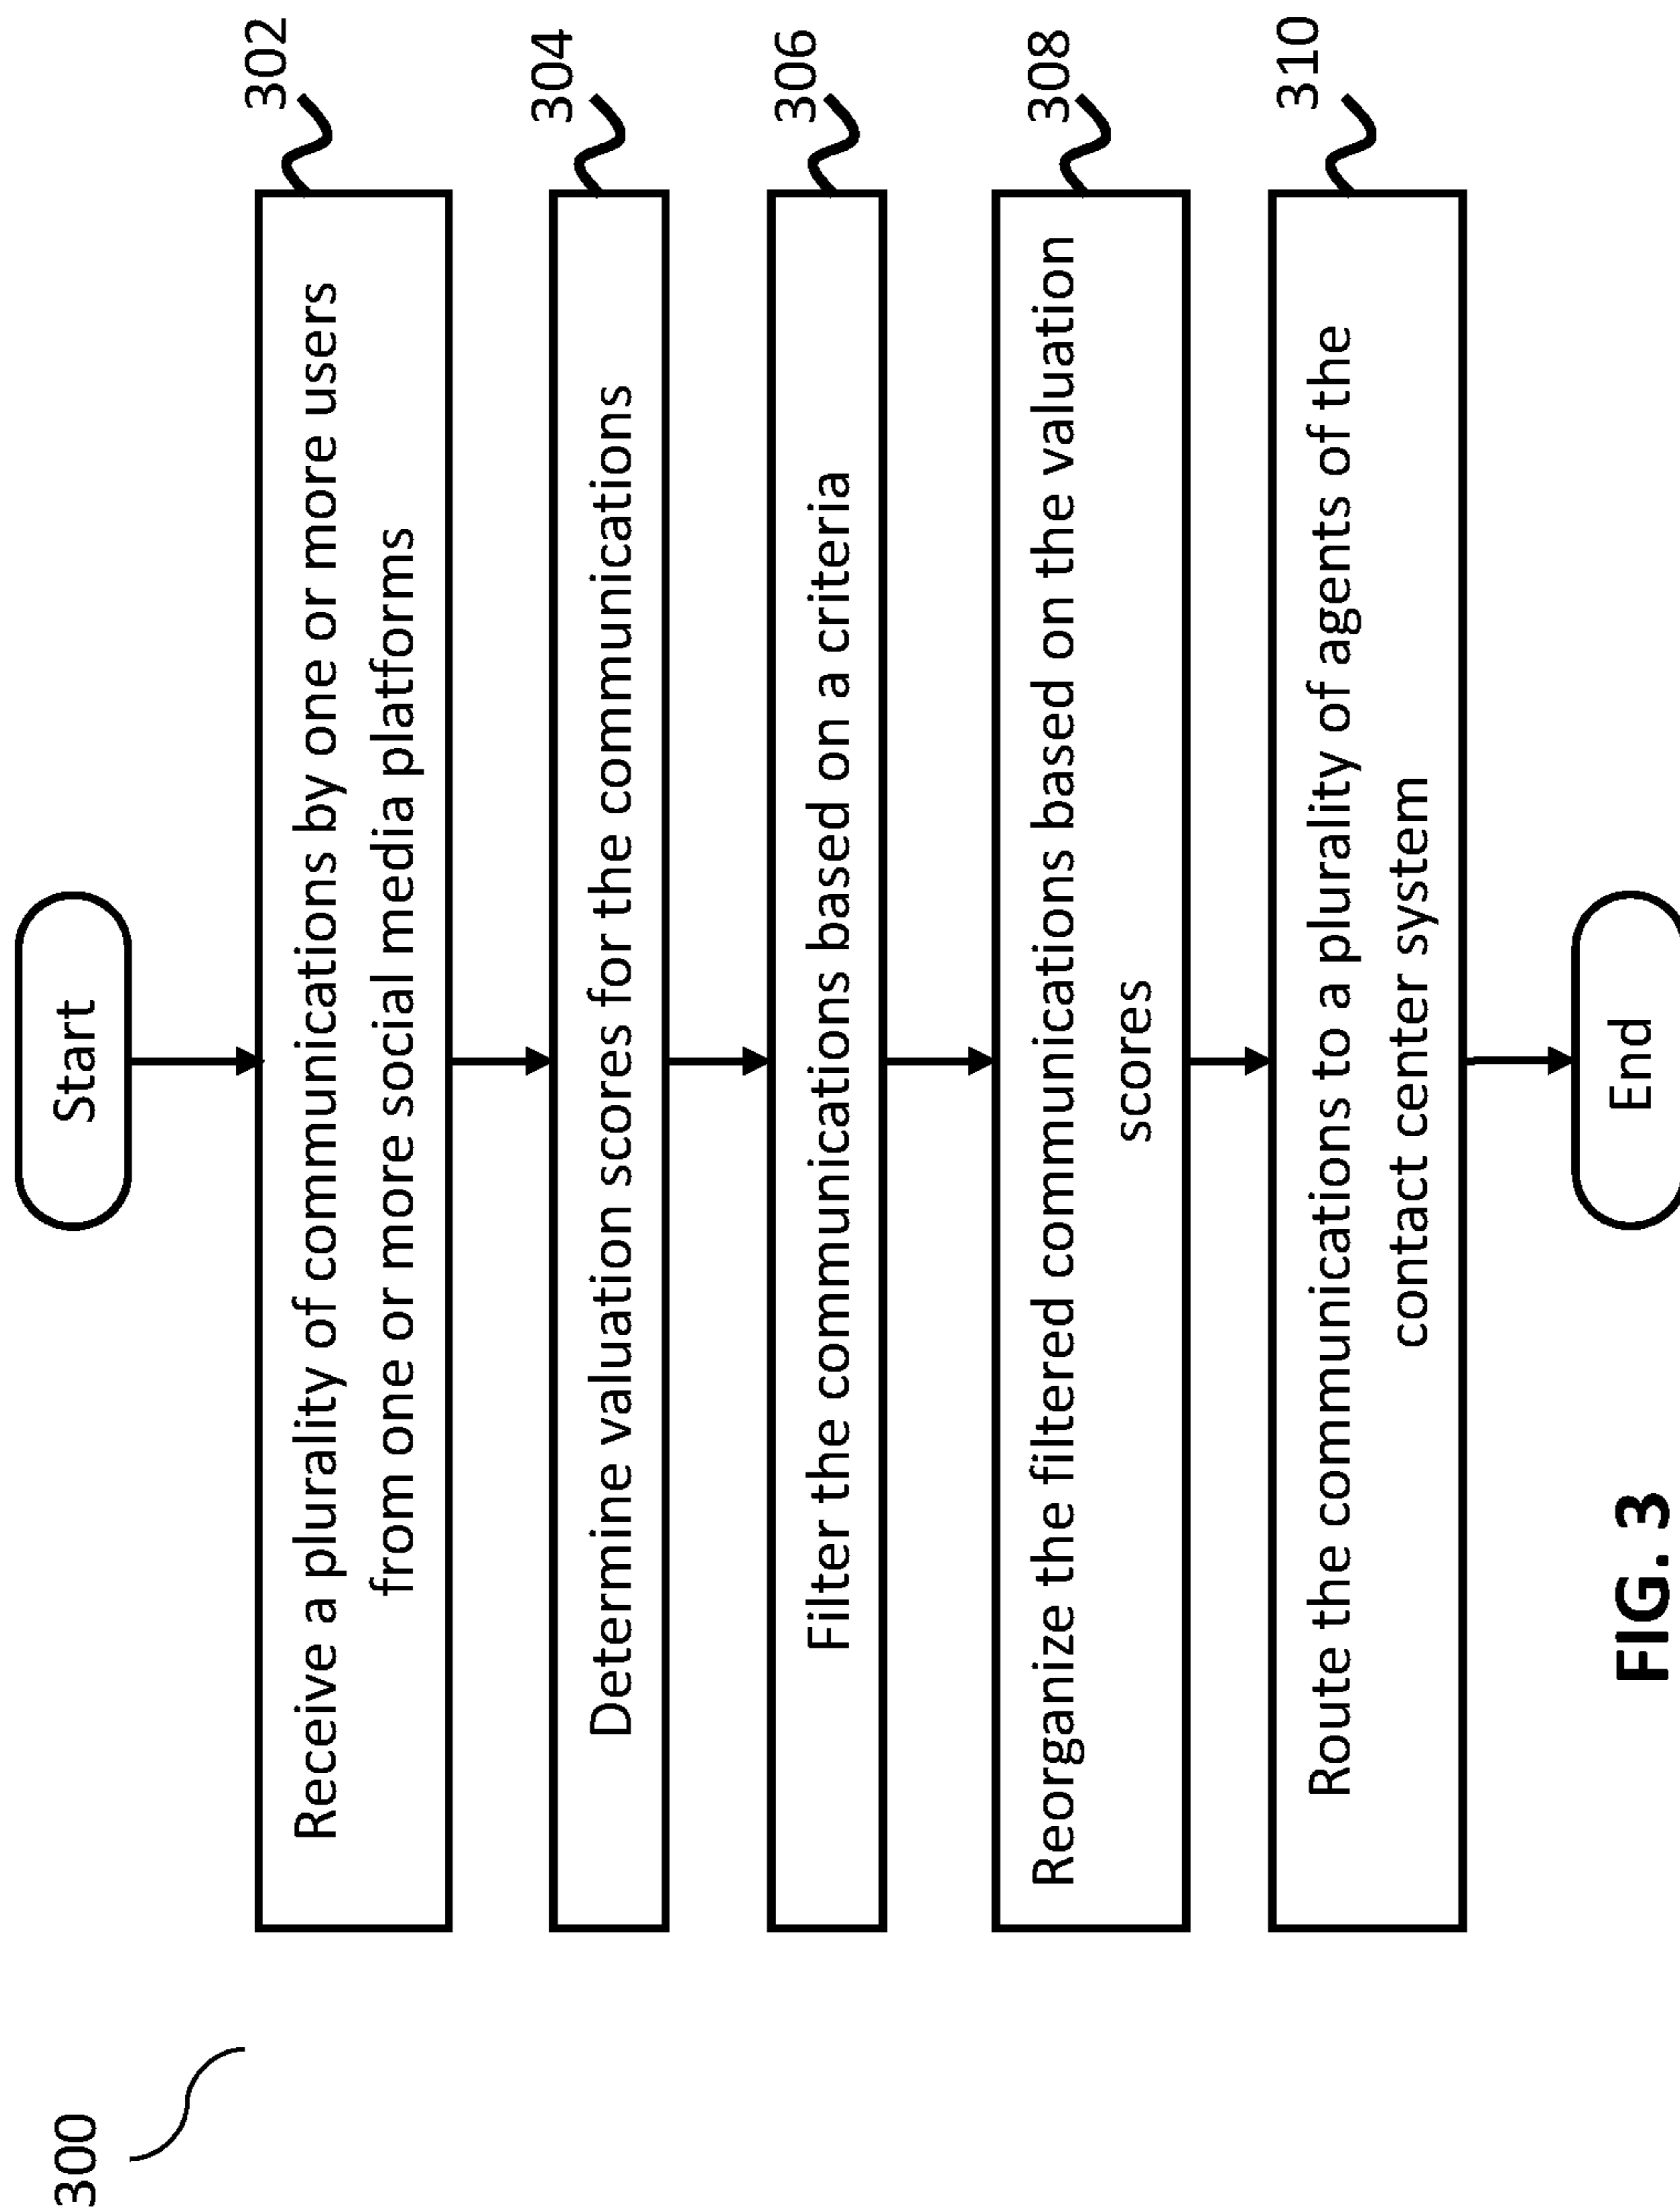 300
Start
Receive a plurality of communications by one or more users
from one or more social media platforms
302
Determine valuation scores for the communications
304
Filter the communications based on a criteria
306
Reorganize the filtered communications based on the valuation
scores
308
Route the communications to a plurality of agents of the
contact center system
310
End
FIG. 3